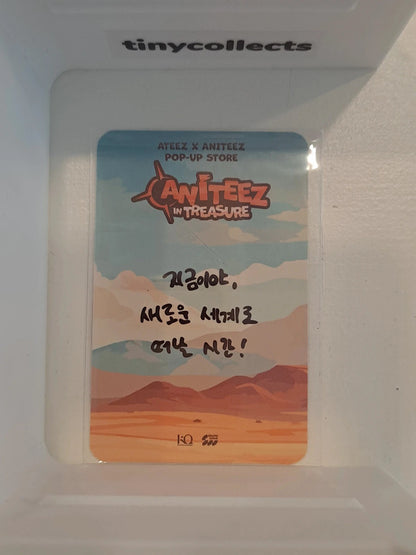 tinycollects
ATEEZ X ANITEEZ
POP-UP STORE
ANITEEZ
IN TREASURE
지금이야,
새로운 세계로
떠날 시간!